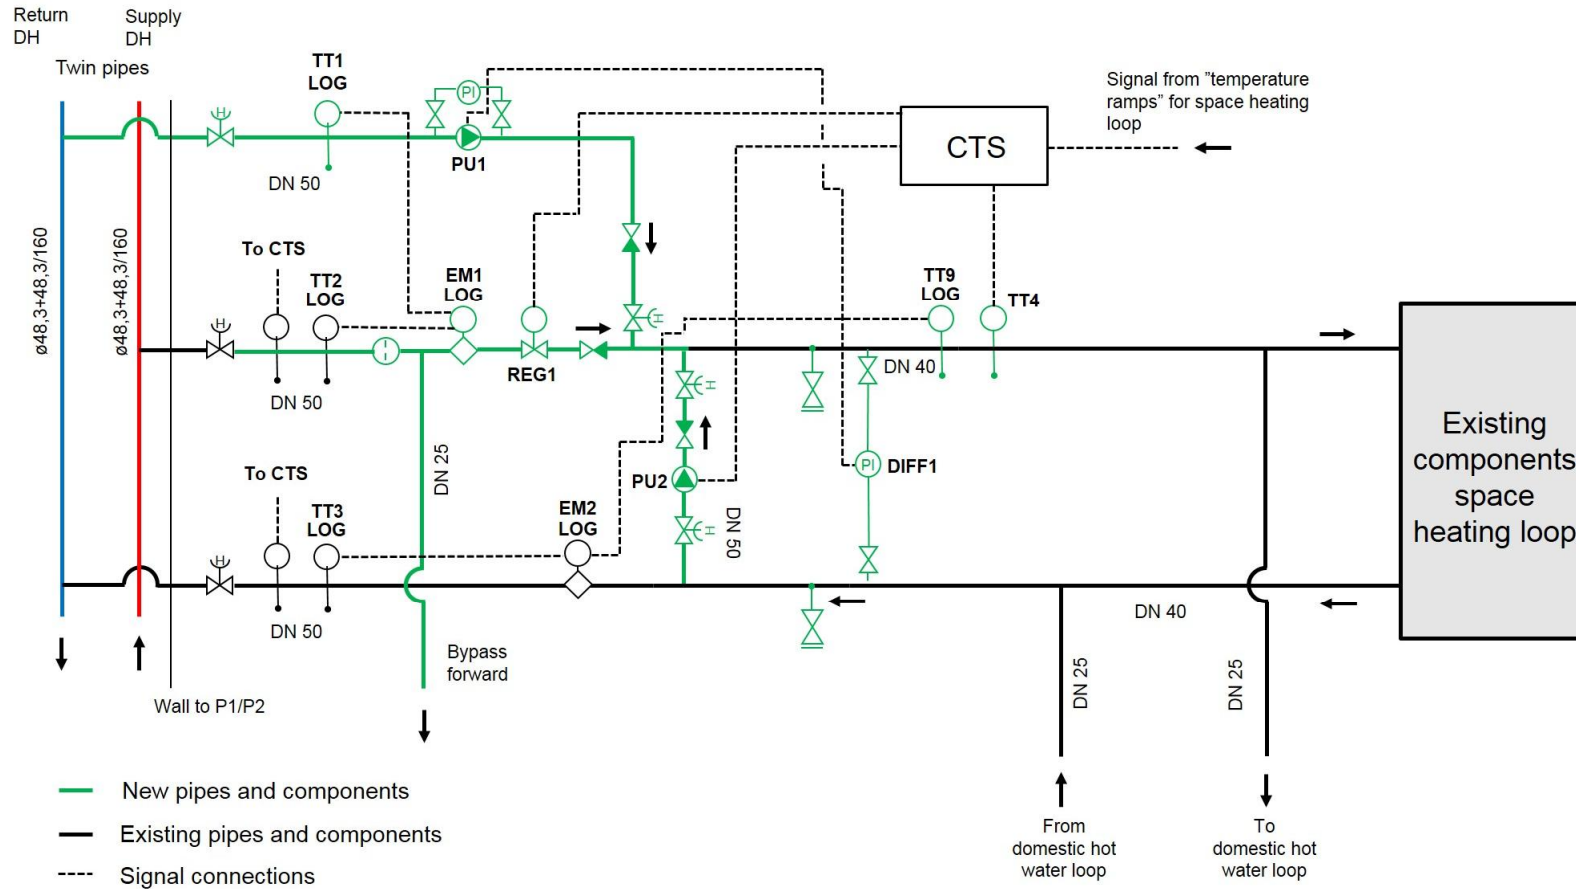 Return
DH
Supply
DH
Twin pipes
TT1
LOG
PI
Signal from ”temperature
ramps” for space heating
loop
CTS
H
PU1
DN 50
ø48,3+48,3/160
ø48,3+48,3/160
To CTS
TT2
LOG
EM1
LOG
TT9
LOG
TT4
H
H
REG1
DN 40
DN 50
H
Existing
components
space
heating loop
DN 25
To CTS
TT3
LOG
EM2
LOG
PU2
PI
DIFF1
H
DN 50
H
DN 50
DN 40
Bypass
forward
DN 25
DN 25
Wall to P1/P2
New pipes and components
Existing pipes and components
Signal connections
From
domestic hot
water loop
To
domestic hot
water loop